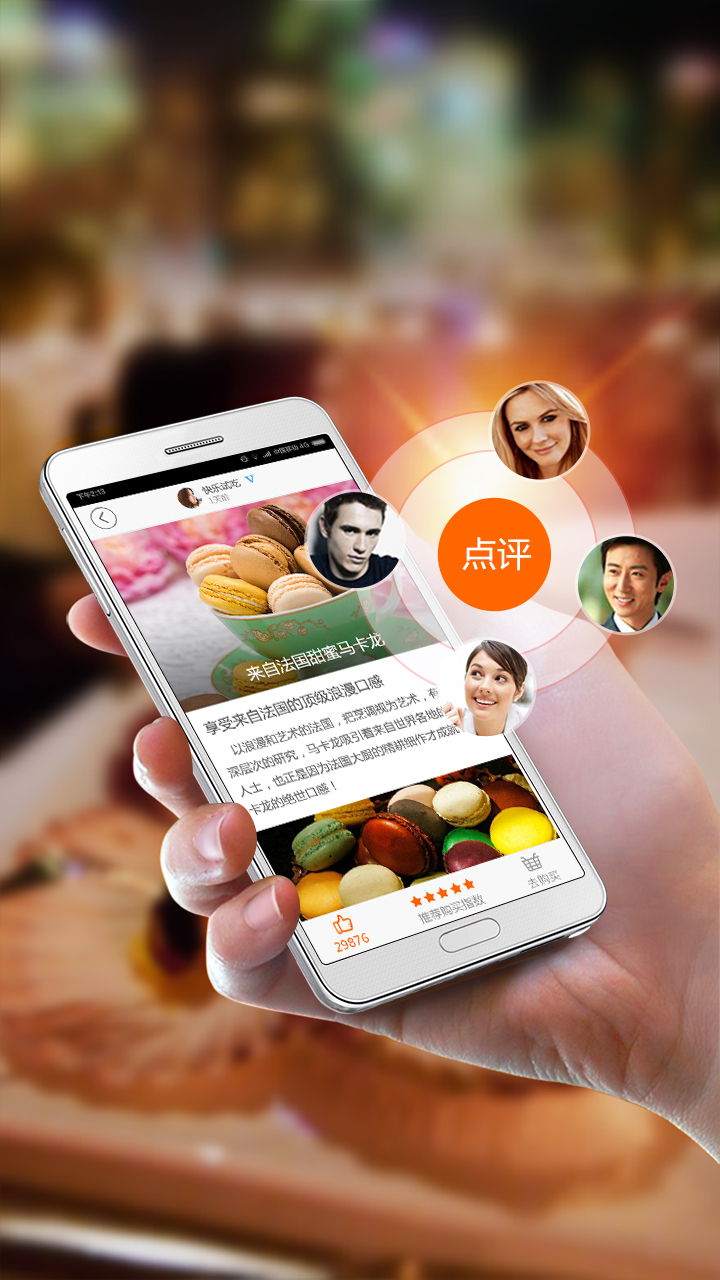 下午2:13
中国移动 4G
快乐试吃
1天前
点评
来自法国甜蜜马卡龙
享受来自法国的顶级浪漫口感
以浪漫和艺术的法国，把烹调视为艺术，有
深层次的研究，马卡龙吸引着来自世界各地
人士，也正是因为法国大厨的精耕细作才成就
卡龙的绝世口感！
29876
推荐购买指数
去购买